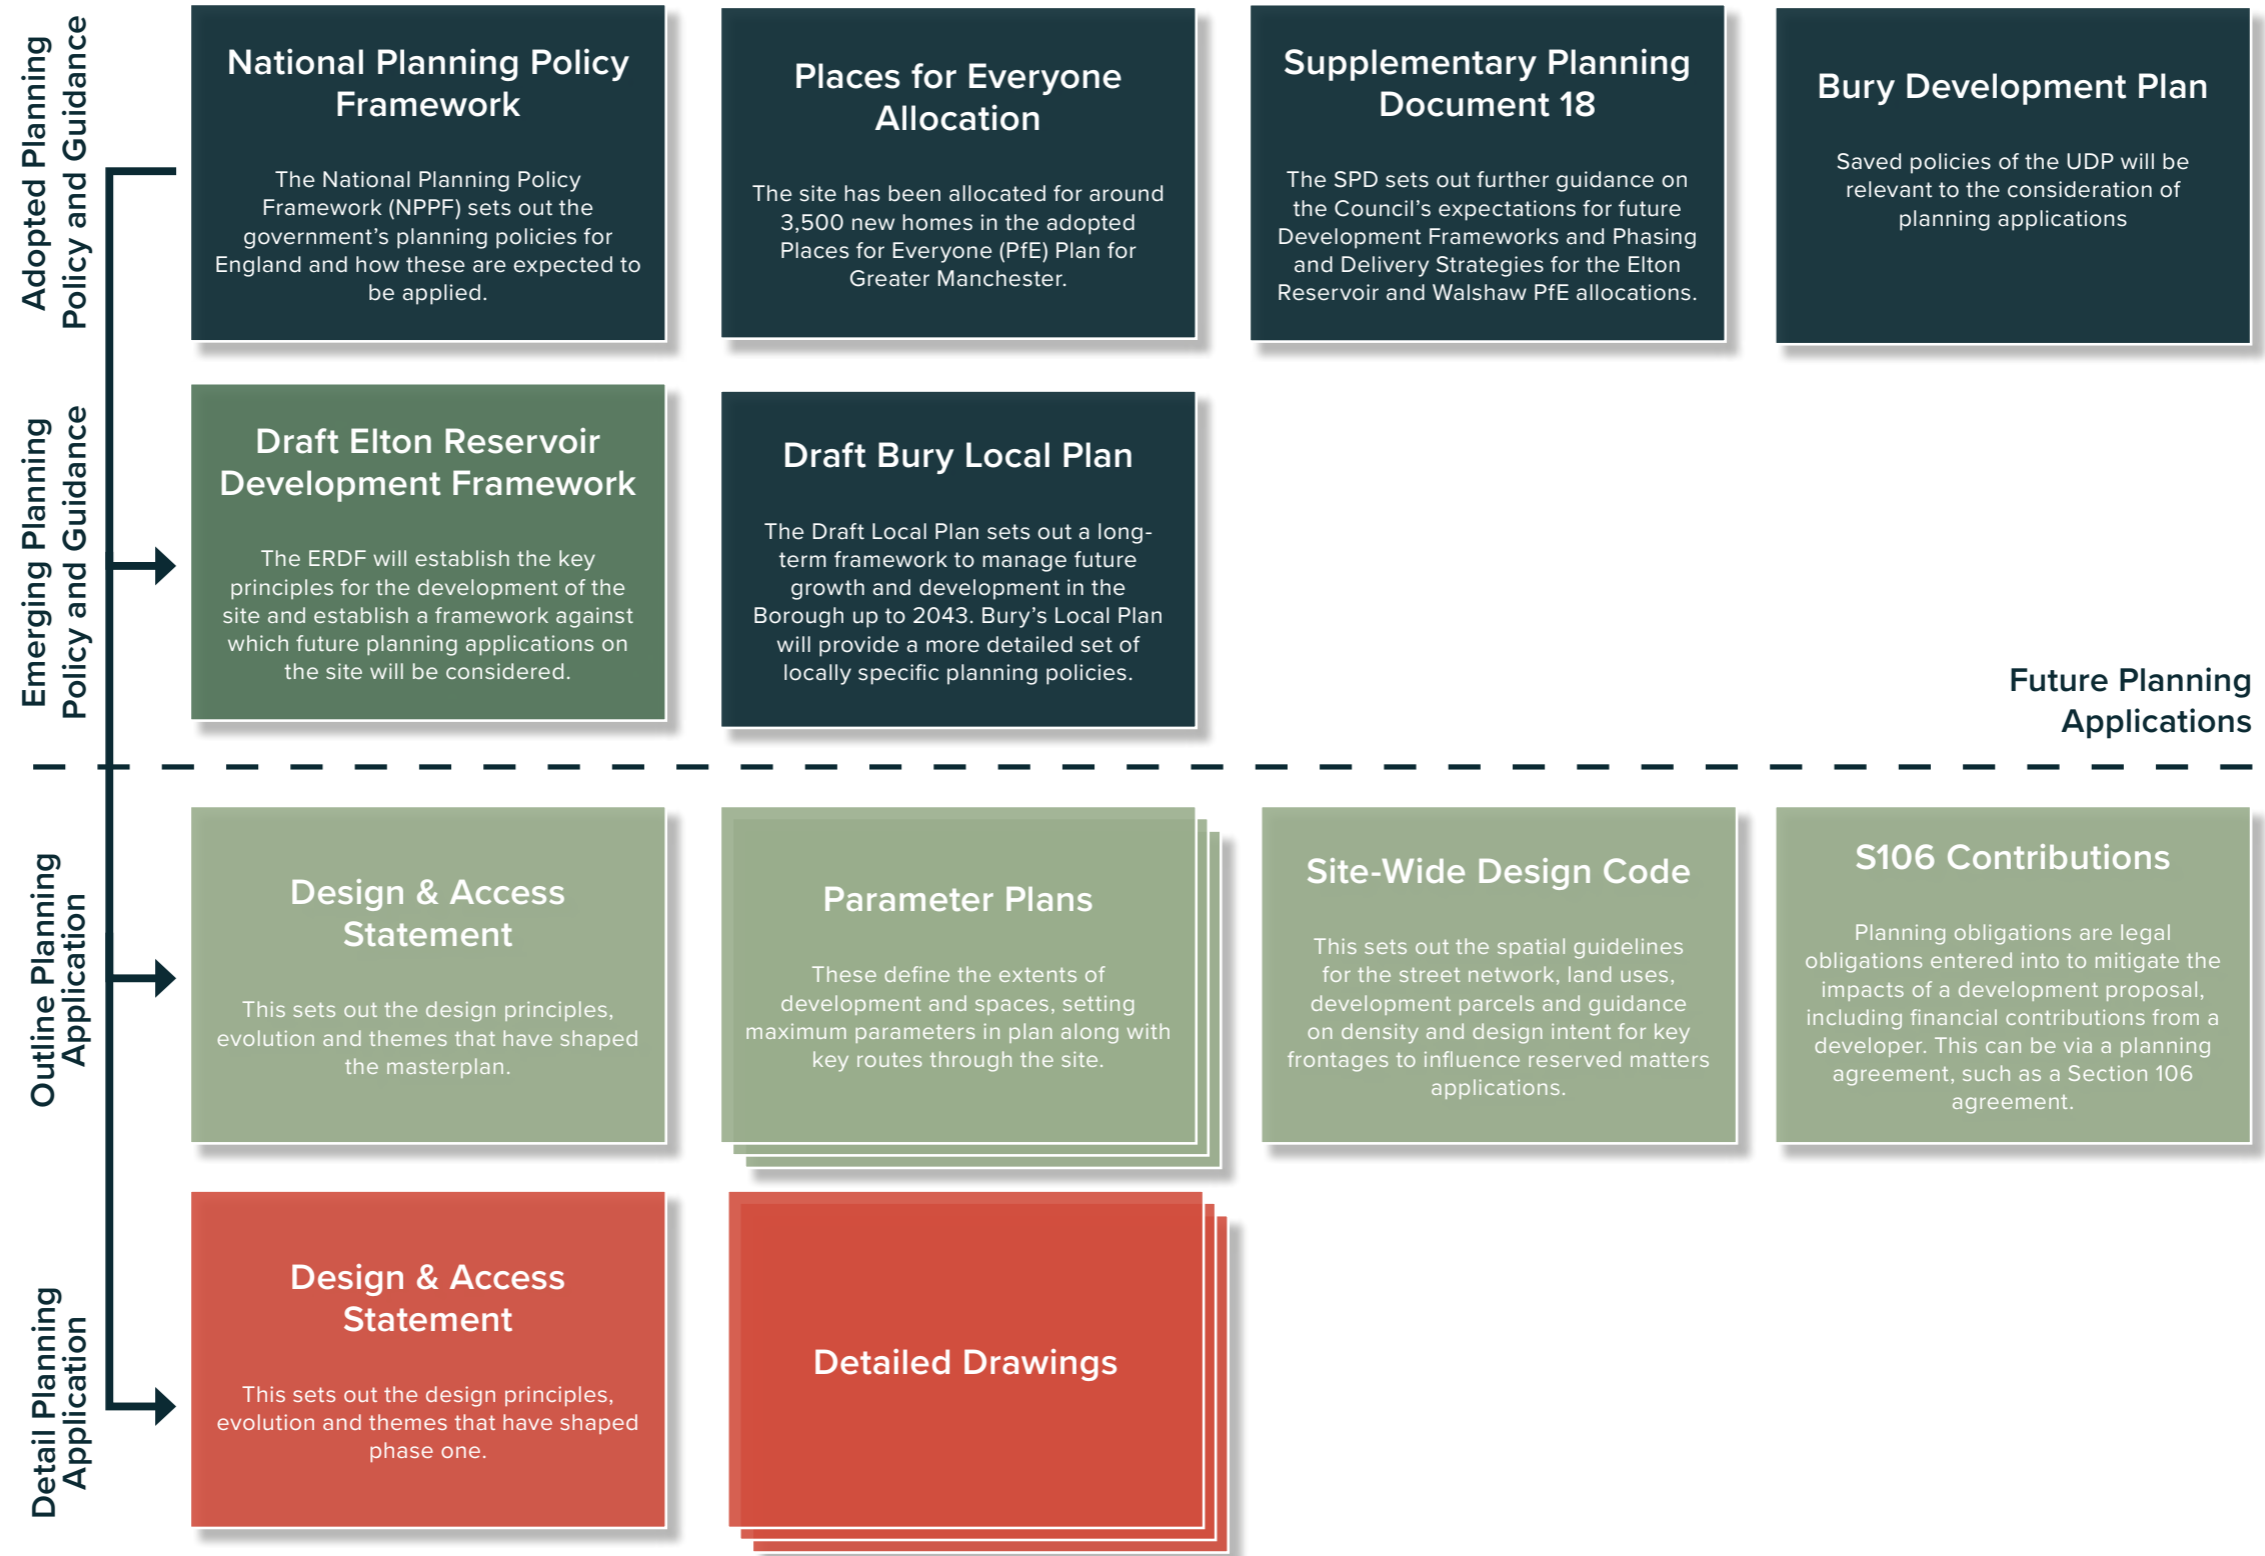 Adopted Planning
Policy and Guidance
National Planning Policy
Framework
The National Planning Policy
Framework (NPPF) sets out the
government’s planning policies for
England and how these are expected to
be applied.
Places for Everyone
Allocation
The site has been allocated for around
3,500 new homes in the adopted
Places for Everyone (PfE) Plan for
Greater Manchester.
Supplementary Planning
Document 18
The SPD sets out further guidance on
the Council’s expectations for future
Development Frameworks and Phasing
and Delivery Strategies for the Elton
Reservoir and Walshaw PfE allocations.
Bury Development Plan
Saved policies of the UDP will be
relevant to the consideration of
planning applications
Emerging Planning
Policy and Guidance
Draft Elton Reservoir
Development Framework
The ERDF will establish the key
principles for the development of the
site and establish a framework against
which future planning applications on
the site will be considered.
Draft Bury Local Plan
The Draft Local Plan sets out a long-
term framework to manage future
growth and development in the
Borough up to 2043. Bury’s Local Plan
will provide a more detailed set of
locally specific planning policies.
Future Planning
Applications
Outline Planning
Application
Design & Access
Statement
This sets out the design principles,
evolution and themes that have shaped
the masterplan.
Parameter Plans
These define the extents of
development and spaces, setting
maximum parameters in plan along with
key routes through the site.
Site-Wide Design Code
This sets out the spatial guidelines
for the street network, land uses,
development parcels and guidance
on density and design intent for key
frontages to influence reserved matters
applications.
S106 Contributions
Planning obligations are legal
obligations entered into to mitigate the
impacts of a development proposal,
including financial contributions from a
developer. This can be via a planning
agreement, such as a Section 106
agreement.
Detail Planning
Application
Design & Access
Statement
This sets out the design principles,
evolution and themes that have shaped
phase one.
Detailed Drawings